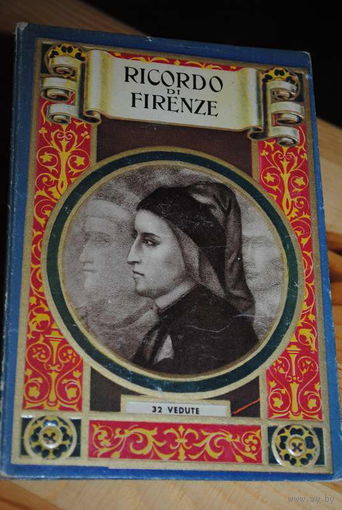 RICORDO
DI
FIRENZE
32 VEDUTE
www.ay.by